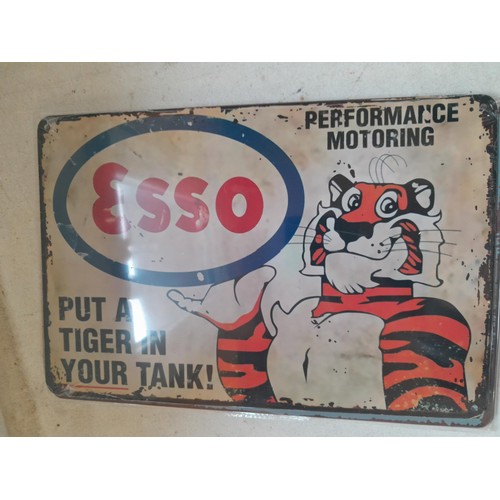 PERFORMANCE
MOTORING
Esso
PUT A
TIGER IN
YOUR TANK!